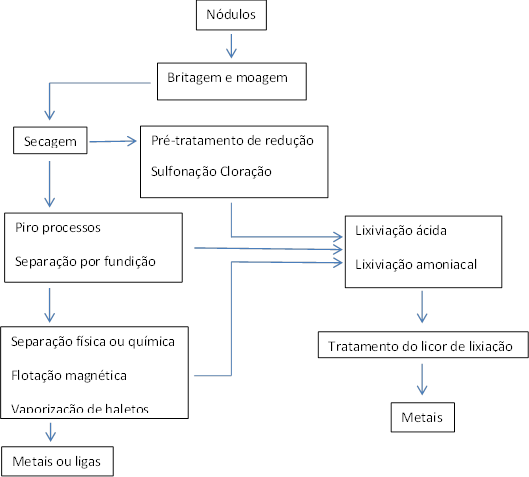 Nódulos
Britagem e moagem
Secagem
Pré-tratamento de redução
Sulfonação Cloração
Piro processos
Separação por fundição
Lixiviação ácida
Lixiviação amoniacal
Separação física ou química
Flotação magnética
Vaporização de haletos
Tratamento do licor de lixiação
Metais
Metais ou ligas